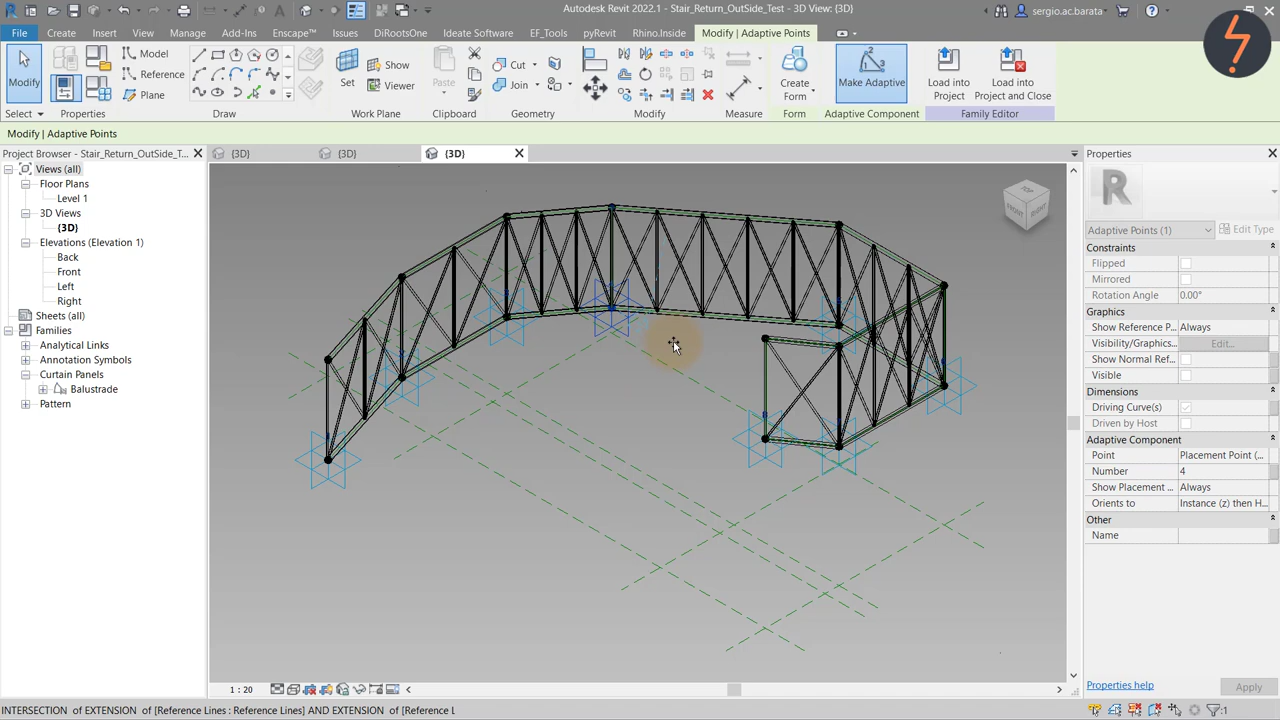 Autodesk Revit 2022.1 - Stair_Return_OutSide_Test - 3D View: {3D}
sergio.ac.barata
File Create Insert View Manage Add-Ins Enscape™ Issues DiRootsOne Ideate Software EF_Tools pyRevit Rhino.Inside Modify | Adaptive Points
Modify
Model
Reference
Plane
Set
Show
Viewer
Paste
Cut
Join
Create Form
Make Adaptive
Load into Project
Load into Project and Close
Select Properties Draw Work Plane Clipboard Geometry Modify Measure Form Adaptive Component Family Editor
Modify | Adaptive Points
Project Browser - Stair_Return_OutSide_T...
{3D} {3D} {3D}
Views (all)
Floor Plans
Level 1
3D Views
{3D}
Elevations (Elevation 1)
Back
Front
Left
Right
Sheets (all)
Families
Analytical Links
Annotation Symbols
Curtain Panels
Balustrade
Pattern
TOP
FRONT
RIGHT
Properties
R
Adaptive Points (1) Edit Type
Constraints
Flipped
Mirrored
Rotation Angle 0.00°
Graphics
Show Reference P... Always
Visibility/Graphics... Edit...
Show Normal Ref...
Visible
Dimensions
Driving Curve(s)
Driven by Host
Adaptive Component
Point Placement Point (...
Number 4
Show Placement ... Always
Orients to Instance (z) then H...
Other
Name
Properties help Apply
1 : 20
INTERSECTION of EXTENSION of [Reference Lines : Reference Lines] AND EXTENSION of [Reference L
:1